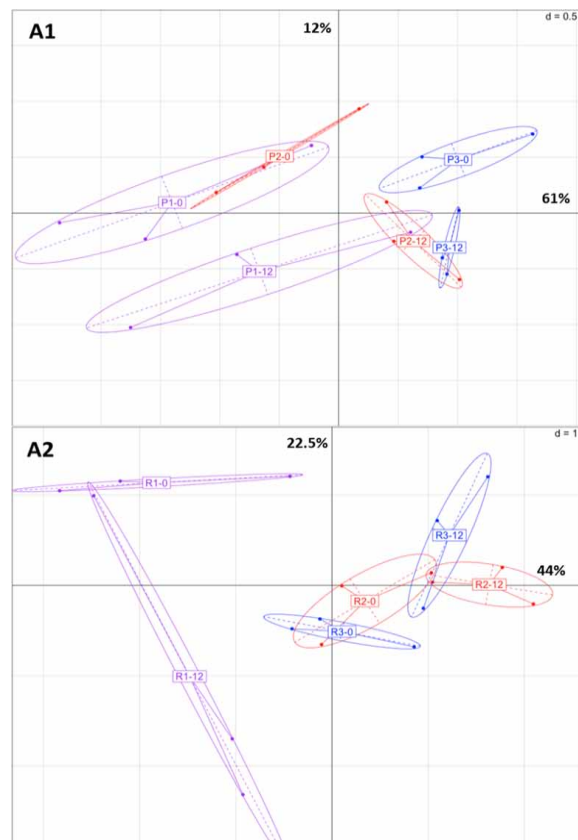 A1
12%
d = 0.5
P2-0
P3-0
P1-0
61%
P2-12
P3-12
P1-12
A2
22.5%
d = 1
R1-0
R3-12
44%
R2-12
R2-0
R3-0
R1-12